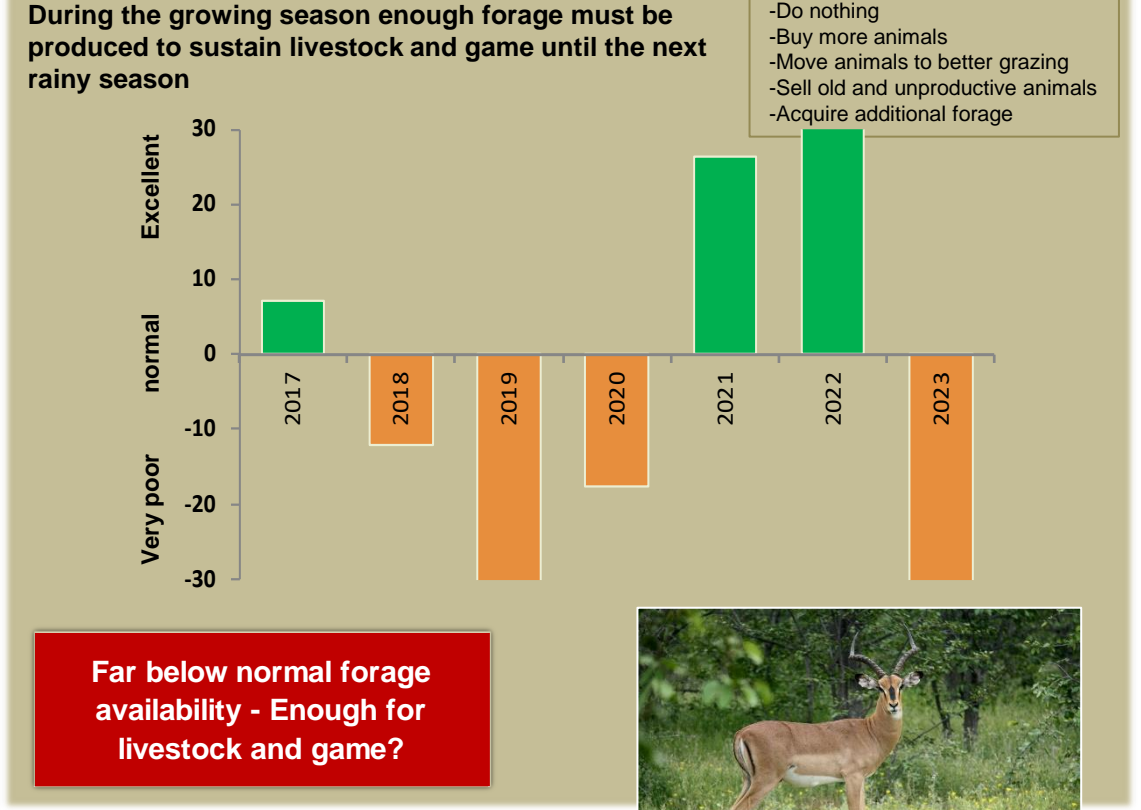 During the growing season enough forage must be
produced to sustain livestock and game until the next
rainy season
-Do nothing
-Buy more animals
-Move animals to better grazing
-Sell old and unproductive animals
-Acquire additional forage
Excellent
normal
Very poor
30
20
10
0
-10
-20
-30
2017
2018
2019
2020
2021
2022
2023
Far below normal forage
availability - Enough for
livestock and game?